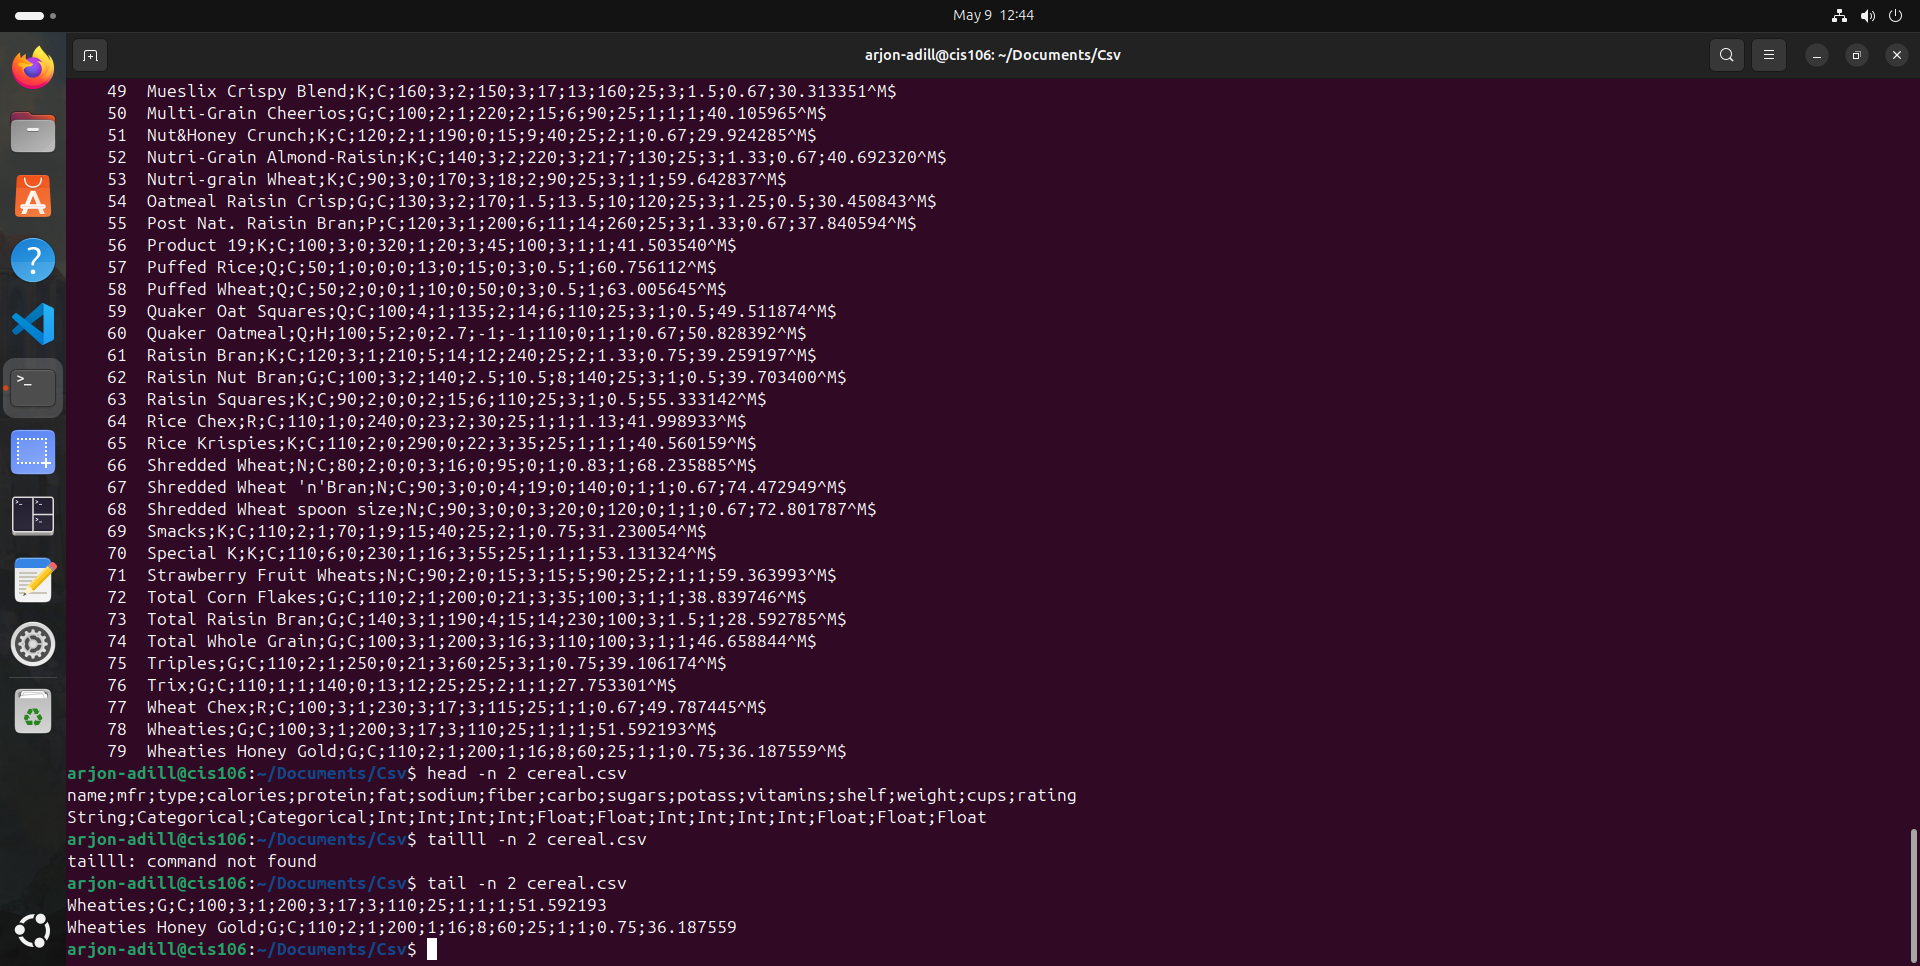 May 9 12:44
arjon-adill@cis106: ~/Documents/Csv
49 Mueslix Crispy Blend;K;C;160;3;2;150;3;17;13;160;25;3;1.5;0.67;30.313351^M$
50 Multi-Grain Cheerios;G;C;100;2;1;220;2;15;6;90;25;1;1;1;40.105965^M$
51 Nut&Honey Crunch;K;C;120;2;1;190;0;15;9;40;25;2;1;0.67;29.924285^M$
52 Nutri-Grain Almond-Raisin;K;C;140;3;2;220;3;21;7;130;25;3;1.33;0.67;40.692320^M$
53 Nutri-grain Wheat;K;C;90;3;0;170;3;18;2;90;25;3;1;1;59.642837^M$
54 Oatmeal Raisin Crisp;G;C;130;3;2;170;1.5;13.5;10;120;25;3;1.25;0.5;30.450843^M$
55 Post Nat. Raisin Bran;P;C;120;3;1;200;6;11;14;260;25;3;1.33;0.67;37.840594^M$
56 Product 19;K;C;100;3;0;320;1;20;3;45;100;3;1;1;41.503540^M$
57 Puffed Rice;Q;C;50;1;0;0;0;13;0;15;0;3;0.5;1;60.756112^M$
58 Puffed Wheat;Q;C;50;2;0;0;1;10;0;50;0;3;0.5;1;63.005645^M$
59 Quaker Oat Squares;Q;C;100;4;1;135;2;14;6;110;25;3;1;0.5;49.511874^M$
60 Quaker Oatmeal;Q;H;100;5;2;0;2.7;-1;-1;110;0;1;1;0.67;50.828392^M$
61 Raisin Bran;K;C;120;3;1;210;5;14;12;240;25;2;1.33;0.75;39.259197^M$
62 Raisin Nut Bran;G;C;100;3;2;140;2.5;10.5;8;140;25;3;1;0.5;39.703400^M$
63 Raisin Squares;K;C;90;2;0;0;2;15;6;110;25;3;1;0.5;55.333142^M$
64 Rice Chex;R;C;110;1;0;240;0;23;2;30;25;1;1;1.13;41.998933^M$
65 Rice Krispies;K;C;110;2;0;290;0;22;3;35;25;1;1;1;40.560159^M$
66 Shredded Wheat;N;C;80;2;0;0;3;16;0;95;0;1;0.83;1;68.235885^M$
67 Shredded Wheat 'n'Bran;N;C;90;3;0;0;4;19;0;140;0;1;1;0.67;74.472949^M$
68 Shredded Wheat spoon size;N;C;90;3;0;0;3;20;0;120;0;1;1;0.67;72.801787^M$
69 Smacks;K;C;110;2;1;70;1;9;15;40;25;2;1;0.75;31.230054^M$
70 Special K;K;C;110;6;0;230;1;16;3;55;25;1;1;1;53.131324^M$
71 Strawberry Fruit Wheats;N;C;90;2;0;15;3;15;5;90;25;2;1;1;59.363993^M$
72 Total Corn Flakes;G;C;110;2;1;200;0;21;3;35;100;3;1;1;38.839746^M$
73 Total Raisin Bran;G;C;140;3;1;190;4;15;14;230;100;3;1.5;1;28.592785^M$
74 Total Whole Grain;G;C;100;3;1;200;3;16;3;110;100;3;1;1;46.658844^M$
75 Triples;G;C;110;2;1;250;0;21;3;60;25;3;1;0.75;39.106174^M$
76 Trix;G;C;110;1;1;140;0;13;12;25;25;2;1;1;27.753301^M$
77 Wheat Chex;R;C;100;3;1;230;3;17;3;115;25;1;1;0.67;49.787445^M$
78 Wheaties;G;C;100;3;1;200;3;17;3;110;25;1;1;1;51.592193^M$
79 Wheaties Honey Gold;G;C;110;2;1;200;1;16;8;60;25;1;1;0.75;36.187559^M$
arjon-adill@cis106:~/Documents/Csv$ head -n 2 cereal.csv
name;mfr;type;calories;protein;fat;sodium;fiber;carbo;sugars;potass;vitamins;shelf;weight;cups;rating
String;Categorical;Categorical;Int;Int;Int;Int;Float;Float;Int;Int;Int;Int;Float;Float;Float
arjon-adill@cis106:~/Documents/Csv$ tailll -n 2 cereal.csv
tailll: command not found
arjon-adill@cis106:~/Documents/Csv$ tail -n 2 cereal.csv
Wheaties;G;C;100;3;1;200;3;17;3;110;25;1;1;1;51.592193
Wheaties Honey Gold;G;C;110;2;1;200;1;16;8;60;25;1;1;0.75;36.187559
arjon-adill@cis106:~/Documents/Csv$